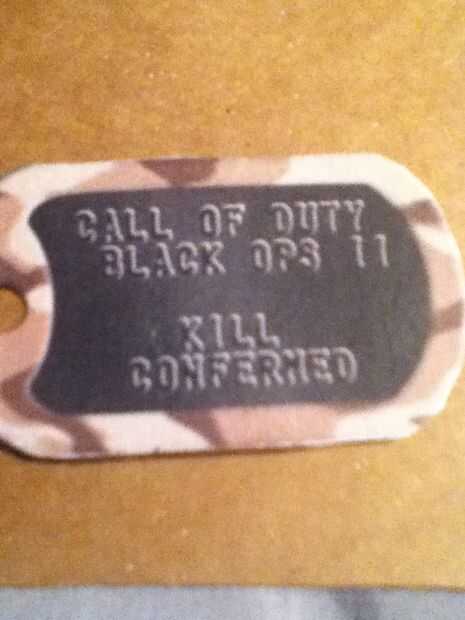 CALL OF DUTY
BLACK OPS II
KILL
CONFERMED